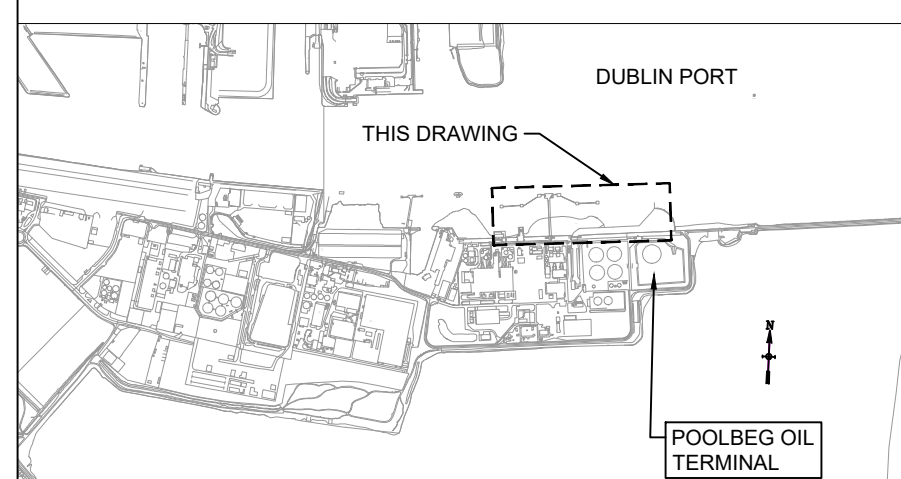 DUBLIN PORT
THIS DRAWING
N
POOLBEG OIL
TERMINAL